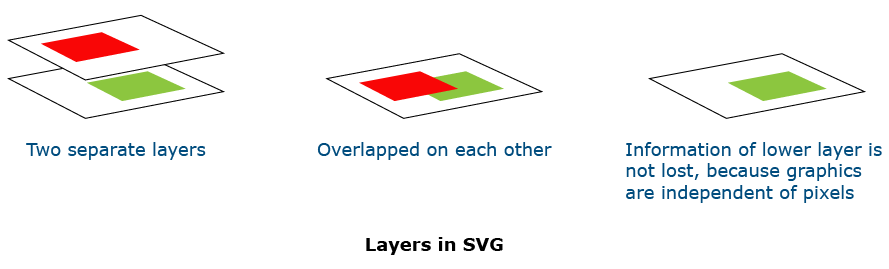 Two separate layers
Overlapped on each other
Information of lower layer is
not lost, because graphics
are independent of pixels
Layers in SVG